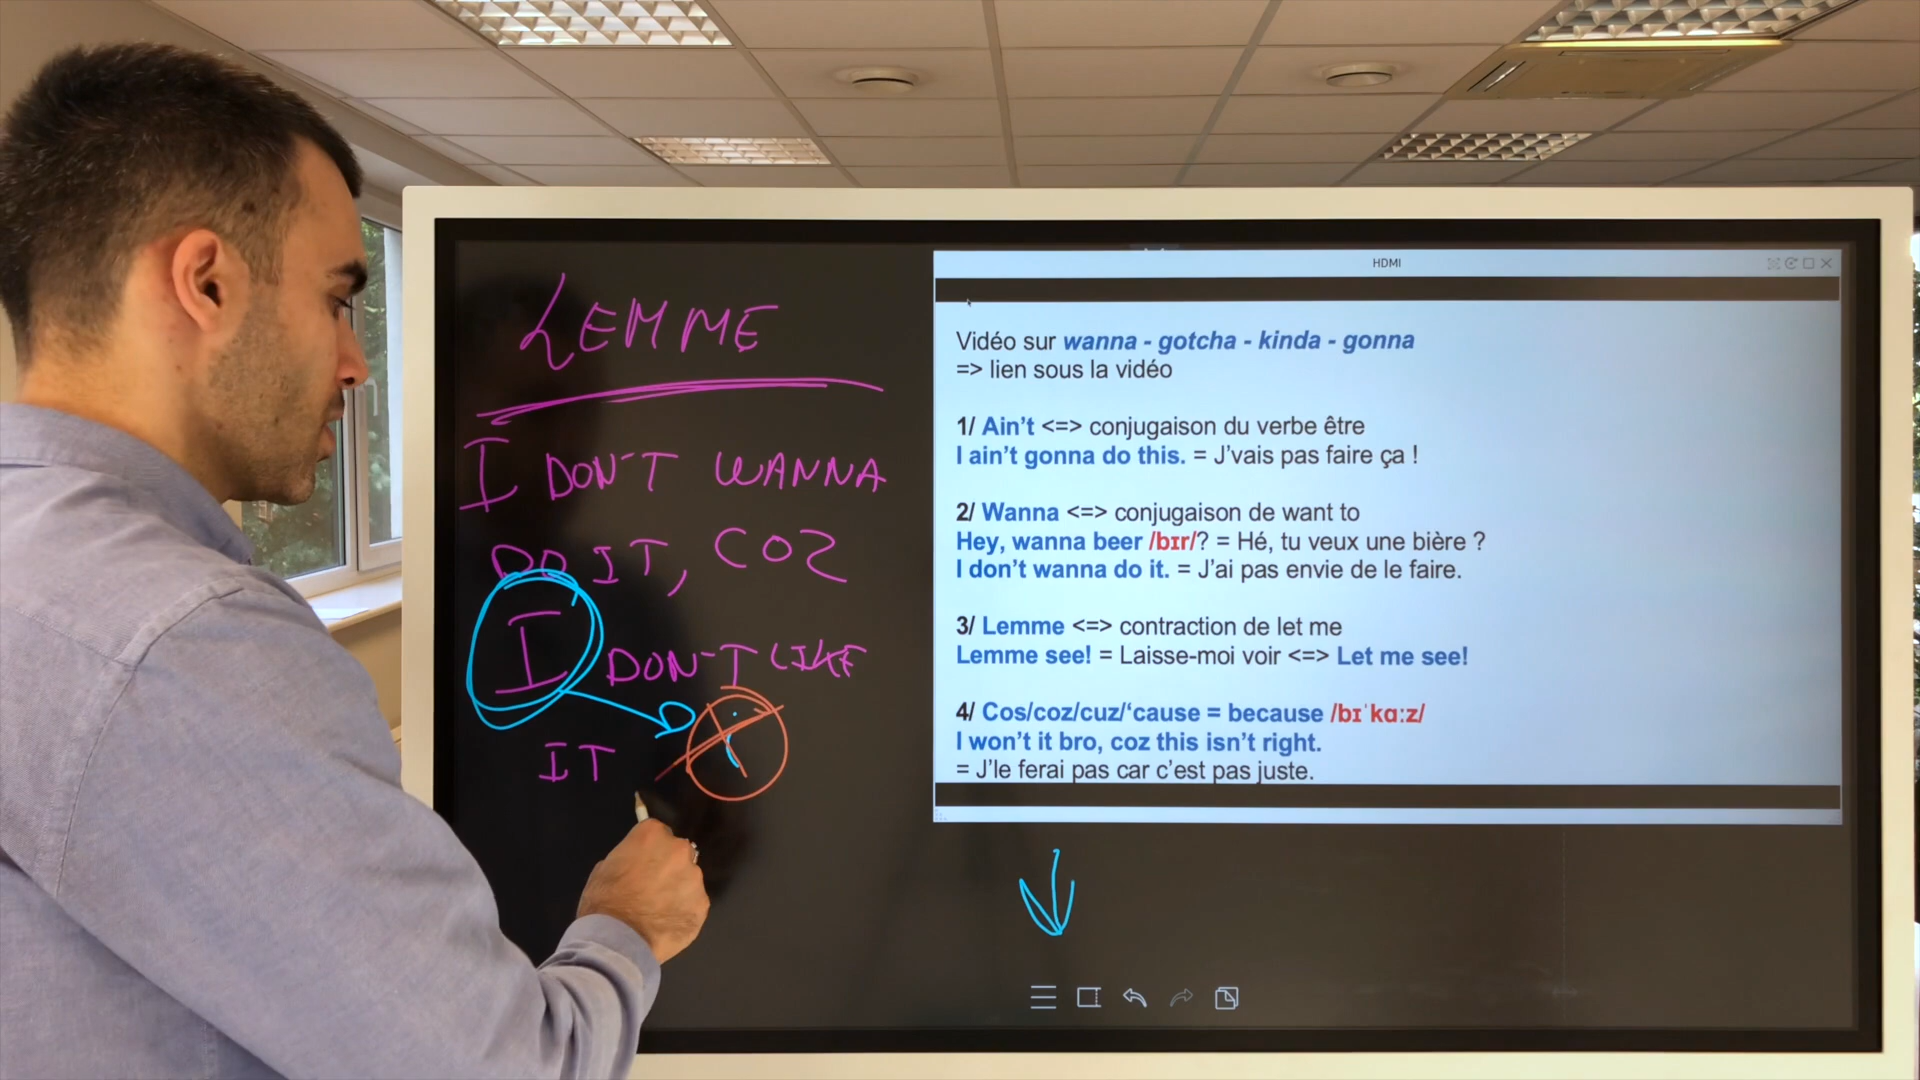 LEMME
I DON'T WANNA
DO IT, COZ
I DON'T LIKE
i
IT
HDMI
Vidéo sur wanna - gotcha - kinda - gonna
=> lien sous la vidéo
1/ Ain't <=> conjugaison du verbe être
I ain't gonna do this. = J'vais pas faire ça !
2/ Wanna <=> conjugaison de want to
Hey, wanna beer /bɪr/? = Hé, tu veux une bière ?
I don't wanna do it. = J'ai pas envie de le faire.
3/ Lemme <=> contraction de let me
Lemme see! = Laisse-moi voir <=> Let me see!
4/ Cos/coz/cuz/‘cause = because /bɪˈkɑːz/
I won't it bro, coz this isn't right.
= J'le ferai pas car c'est pas juste.